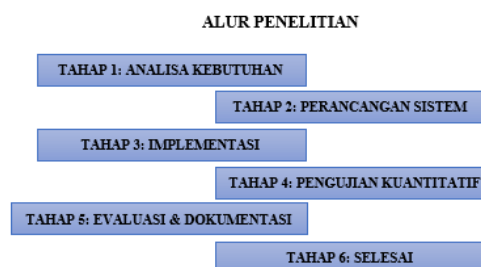 ALUR PENELITIAN
TAHAP 1: ANALISA KEBUTUHAN
TAHAP 2: PERANCANGAN SISTEM
TAHAP 3: IMPLEMENTASI
TAHAP 4: PENGUJIAN KUANTITATIF
TAHAP 5: EVALUASI & DOKUMENTASI
TAHAP 6: SELESAI